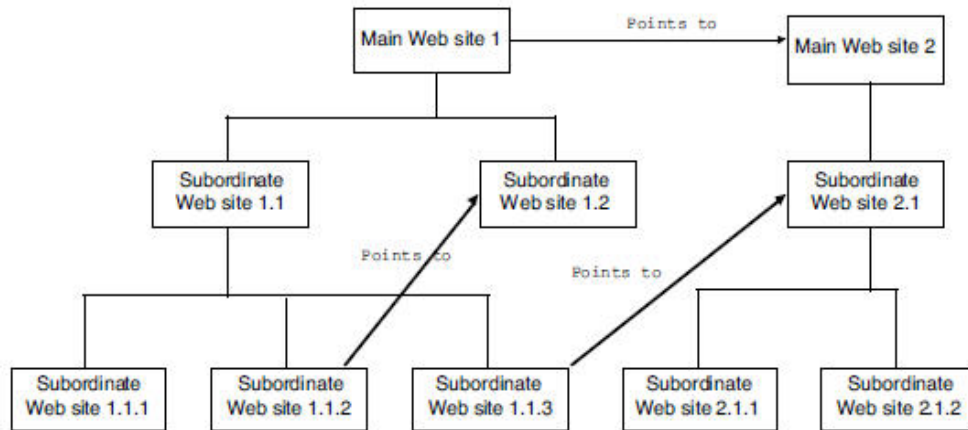 Main Web site 1
Points to
Main Web site 2
Subordinate
Web site 1.1
Subordinate
Web site 1.2
Subordinate
Web site 2.1
Points to
Points to
Subordinate
Web site 1.1.1
Subordinate
Web site 1.1.2
Subordinate
Web site 1.1.3
Subordinate
Web site 2.1.1
Subordinate
Web site 2.1.2